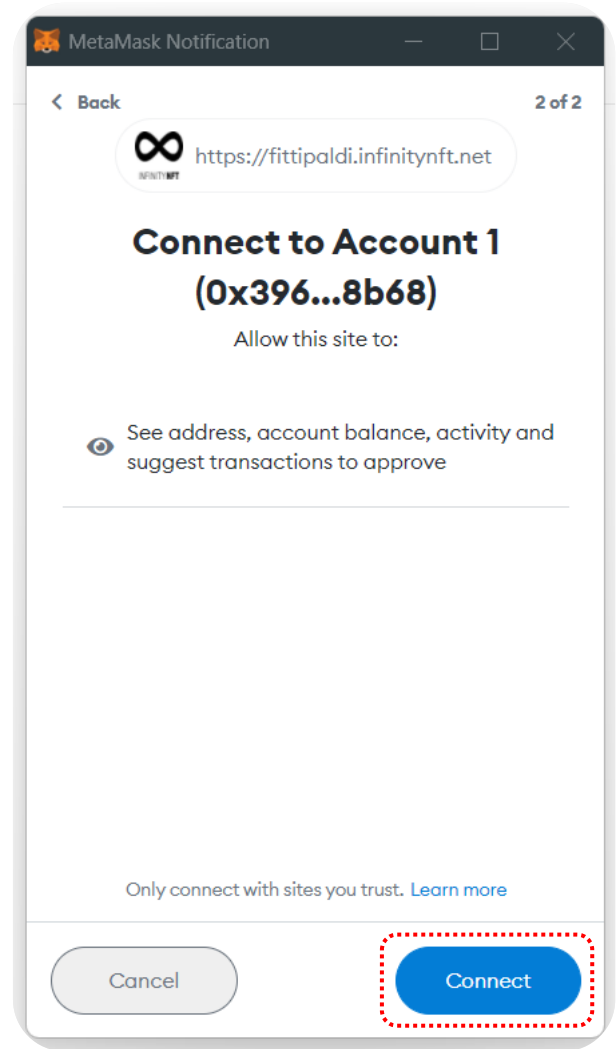 MetaMask Notification
Back
2 of 2
INFINITYNFT
https://fittipaldi.infinitynft.net
Connect to Account 1
(0x396...8b68)
Allow this site to:
See address, account balance, activity and
suggest transactions to approve
Only connect with sites you trust. Learn more
Cancel
Connect